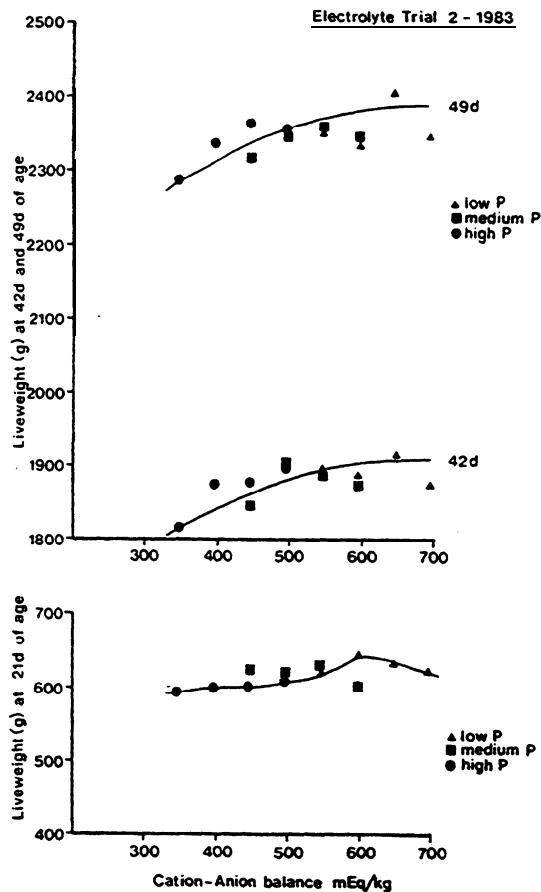 Electrolyte Trial 2 - 1983
Liveweight (g) at 42d and 49d of age
2500
2400
2300
2200
2100
2000
1900
1800
49d
▲ low P
■ medium P
● high P
42d
300 400 500 600 700
Liveweight (g) at 21d of age
700
600
500
400
▲ low P
■ medium P
● high P
300 400 500 600 700
Cation-Anion balance mEq/kg